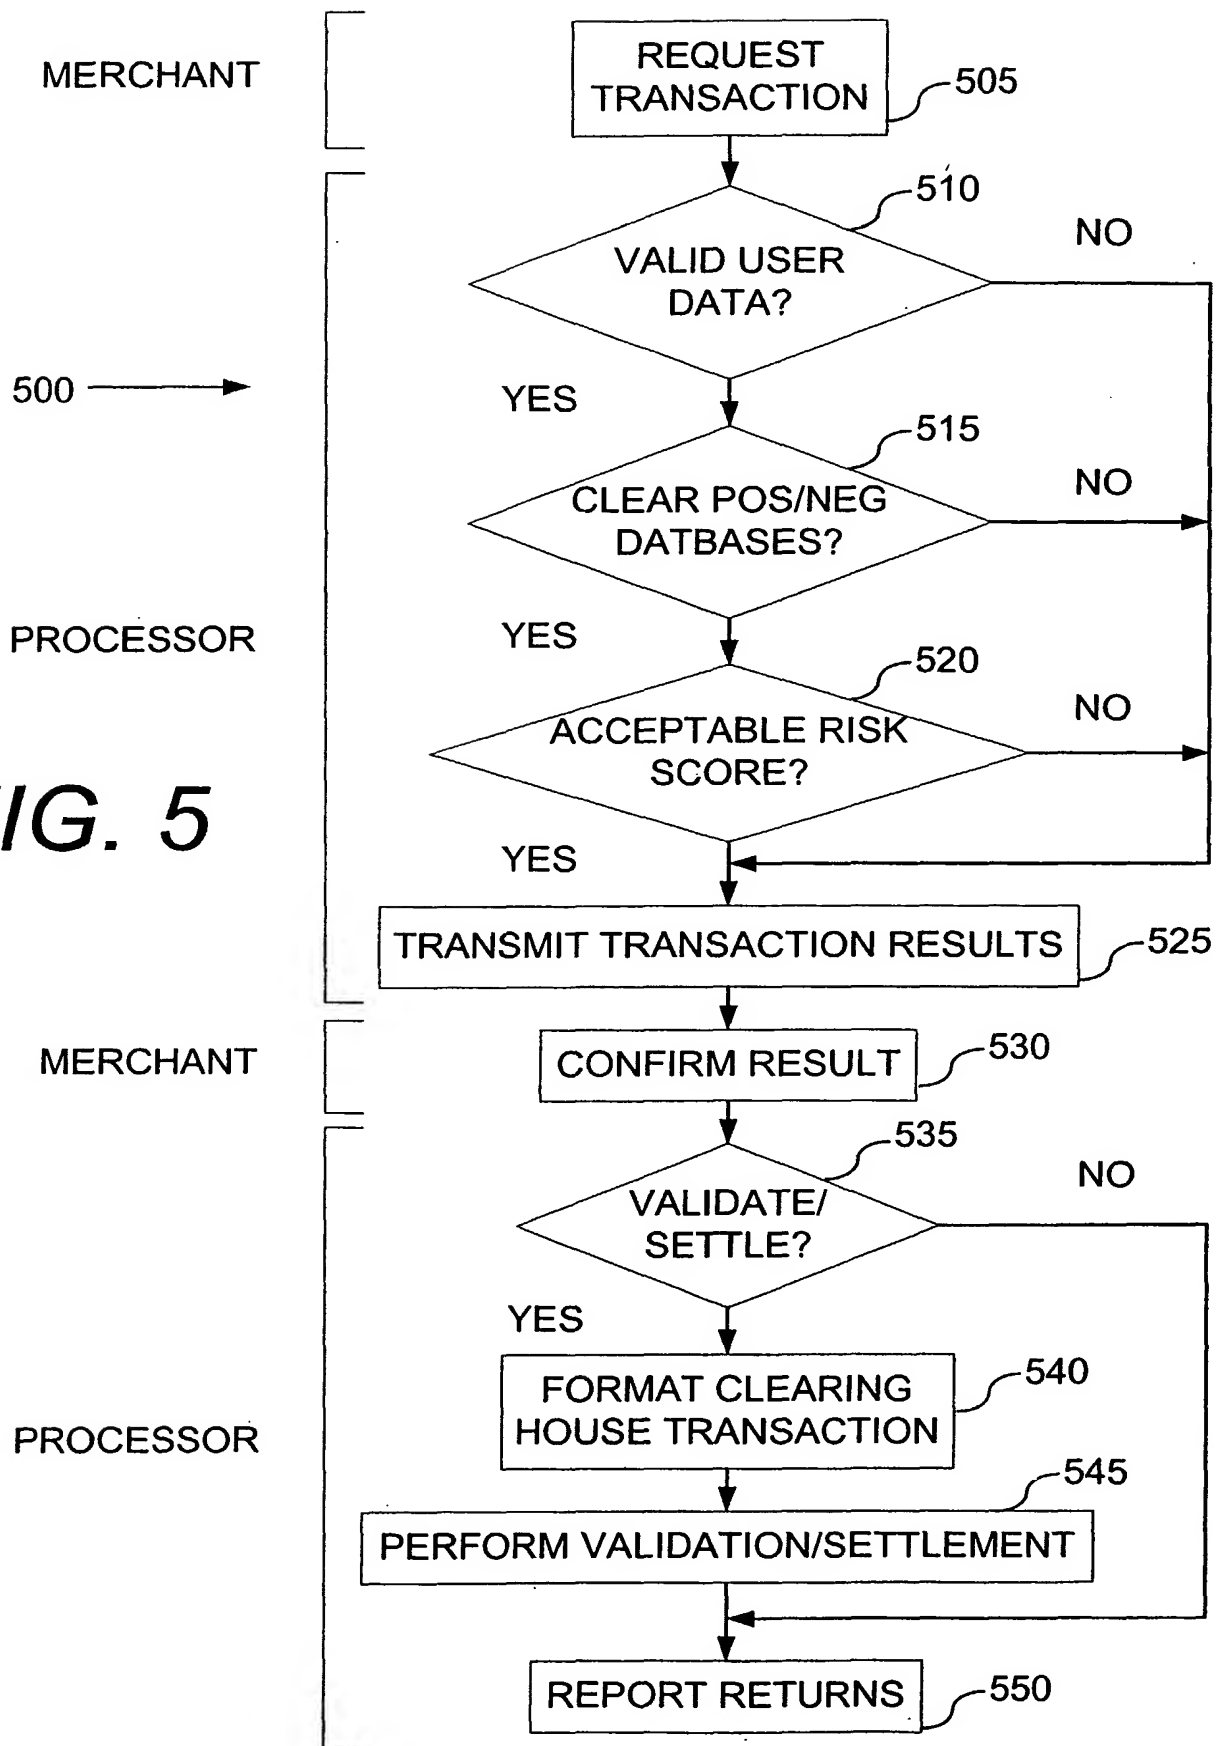 MERCHANT
REQUEST
TRANSACTION
505
510
VALID USER
DATA?
NO
500
YES
515
CLEAR POS/NEG
DATBASES?
NO
PROCESSOR
YES
520
ACCEPTABLE RISK
SCORE?
NO
IG. 5
YES
TRANSMIT TRANSACTION RESULTS
525
MERCHANT
CONFIRM RESULT
530
535
VALIDATE/
SETTLE?
NO
YES
FORMAT CLEARING
HOUSE TRANSACTION
540
PROCESSOR
545
PERFORM VALIDATION/SETTLEMENT
REPORT RETURNS
550